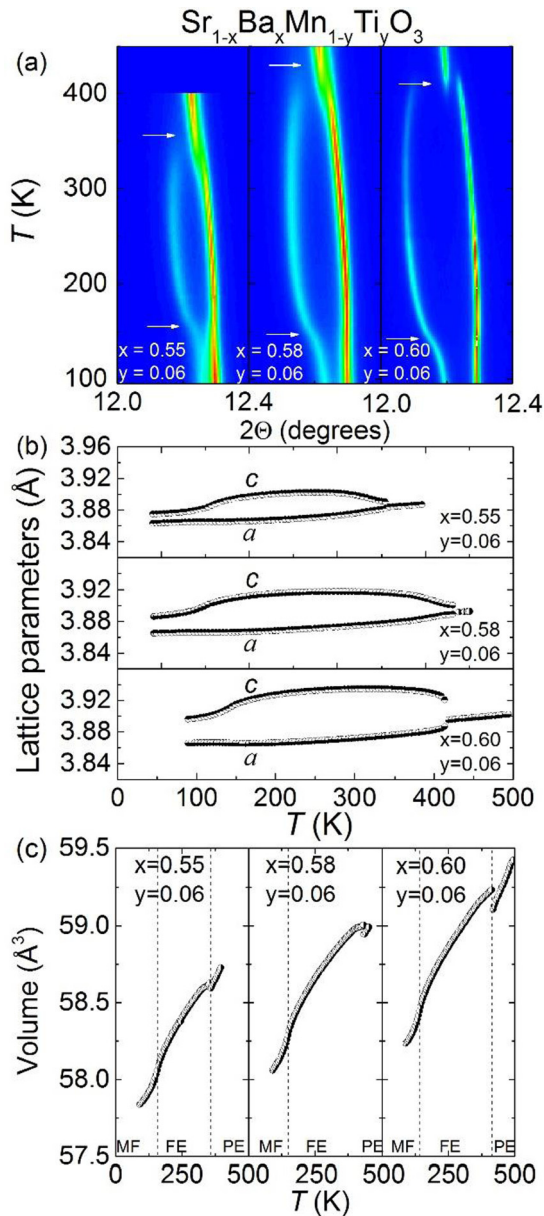 Sr1-xBaxMn1-yTiyO3
(a)
T (K)
400
300
200
100
x = 0.55
y = 0.06
x = 0.58
y = 0.06
x = 0.60
y = 0.06
12.0 12.4 12.0 12.4
2Θ (degrees)
(b)
Lattice parameters (Å)
3.96
3.92
3.88
3.84
c
a
x=0.55
y=0.06
3.92
3.88
3.84
c
a
x=0.58
y=0.06
3.92
3.88
3.84
c
a
x=0.60
y=0.06
0 100 200 300 400 500
T (K)
(c)
Volume (Å3)
59.5
59.0
58.5
58.0
57.5
x=0.55
y=0.06
x=0.58
y=0.06
x=0.60
y=0.06
MF FE PE MF FE PE MF FE PE
0 250 500 250 500 250 500
T (K)